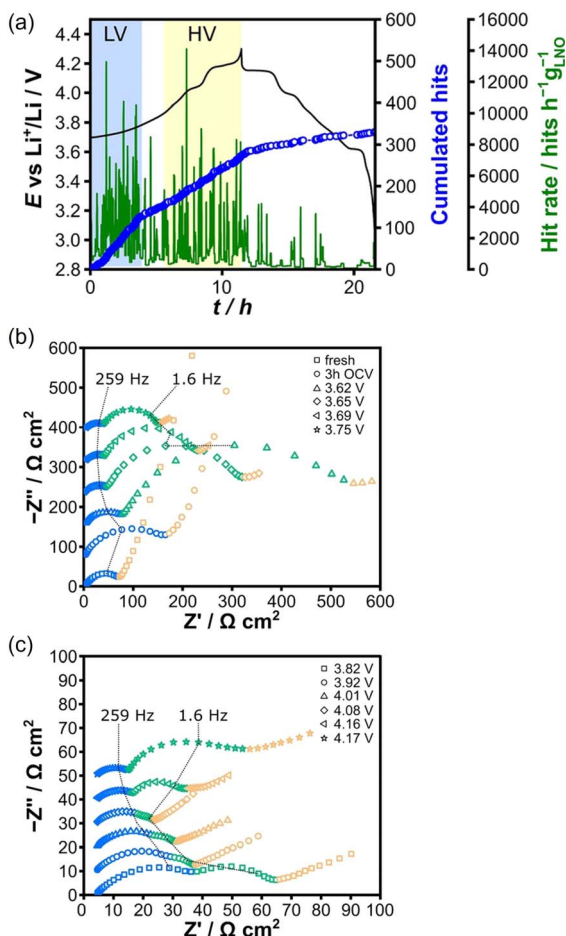 (a)
LV HV
4.4
4.2
4.0
3.8
3.6
3.4
3.2
3.0
2.8
E vs Li+/Li / V
600
500
400
300
200
100
0
Cumulated hits
16000
14000
12000
10000
8000
6000
4000
2000
0
Hit rate / hits h⁻¹g⁻¹LNO
0 10 20
t / h
(b)
600
500
400
300
200
100
0
−Z'' / Ω cm²
259 Hz 1.6 Hz
fresh
3h OCV
3.62 V
3.65 V
3.69 V
3.75 V
0 100 200 300 400 500 600
Z' / Ω cm²
(c)
100
90
80
70
60
50
40
30
20
10
0
−Z'' / Ω cm²
259 Hz 1.6 Hz
3.82 V
3.92 V
4.01 V
4.08 V
4.16 V
4.17 V
0 10 20 30 40 50 60 70 80 90 100
Z' / Ω cm²